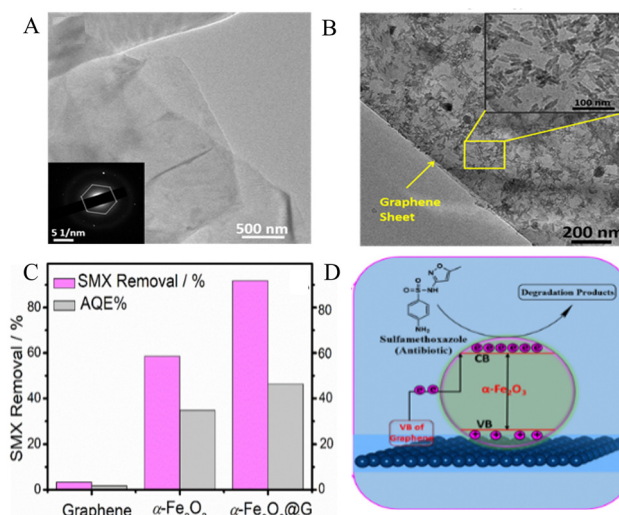 A
5 1/nm
500 nm
B
100 nm
Graphene
Sheet
200 nm
C
SMX Removal / %
AQE%
SMX Removal / %
80
60
40
20
0
80
60
40
20
0
Graphene
α-Fe₂O₃
α-Fe₂O₃@G
D
Sulfamethoxazole
(Antibiotic)
Degradation Products
CB
α-Fe₂O₃
VB
VB of
Graphene